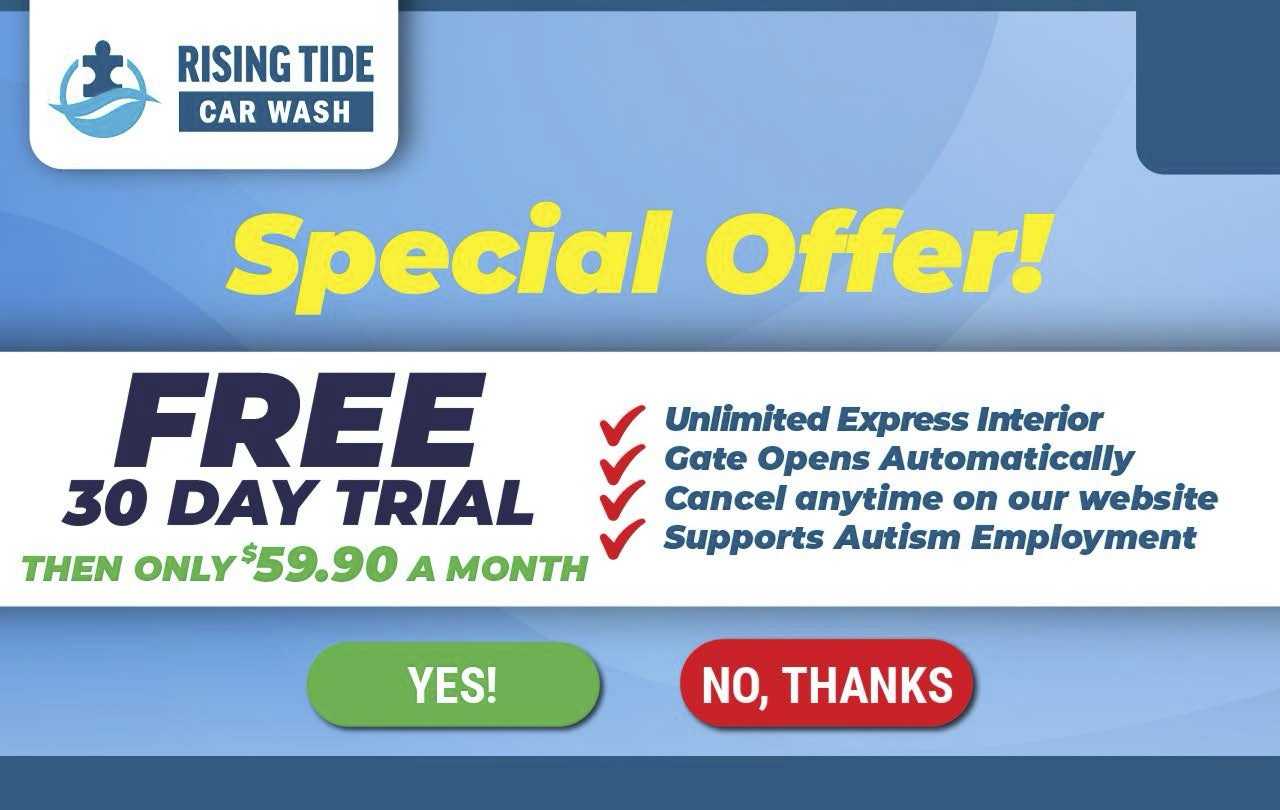 RISING TIDE
CAR WASH
Special Offer!
FREE
30 DAY TRIAL
THEN ONLY $59.90 A MONTH
Unlimited Express Interior
Gate Opens Automatically
Cancel anytime on our website
Supports Autism Employment
YES!
NO, THANKS